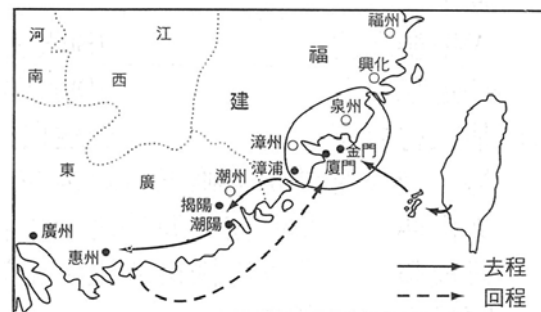 福州
河
江
興化
南
西
福
建
泉州
漳州
金門
廈門
漳浦
東
廣
潮州
揭陽
潮陽
廣州
惠州
去程
回程